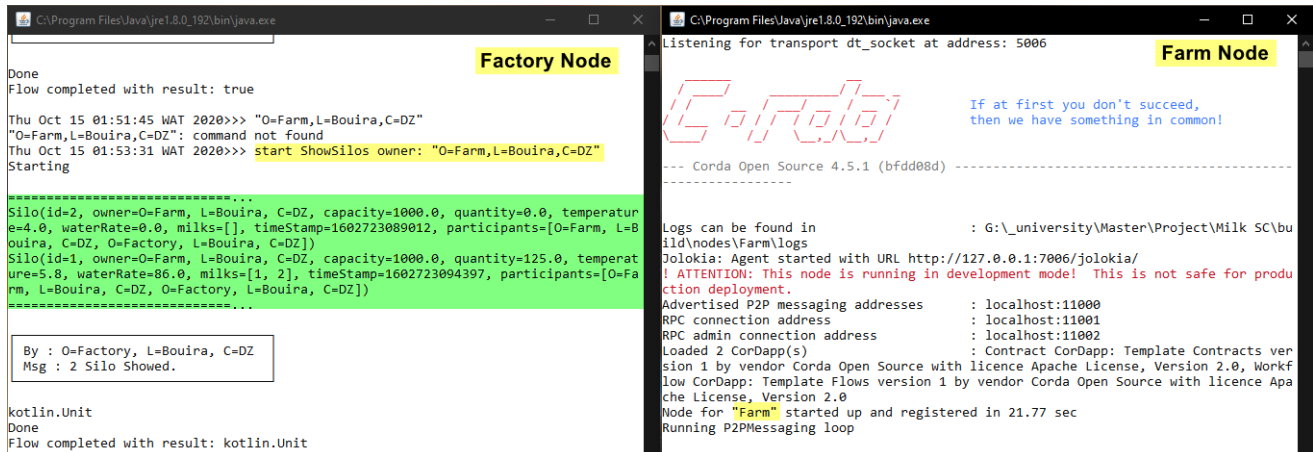 C:\Program Files\Java\jre1.8.0_192\bin\java.exe
Factory Node
Done
Flow completed with result: true
Thu Oct 15 01:51:45 WAT 2020>>> "O=Farm,L=Bouira,C=DZ"
"O=Farm,L=Bouira,C=DZ": command not found
Thu Oct 15 01:53:31 WAT 2020>>> start ShowSilos owner: "O=Farm,L=Bouira,C=DZ"
Starting
==============================...
Silo(id=2, owner=O=Farm, L=Bouira, C=DZ, capacity=1000.0, quantity=0.0, temperatur
e=4.0, waterRate=0.0, milks=[], timeStamp=1602723089012, participants=[O=Farm, L=B
ouira, C=DZ, O=Factory, L=Bouira, C=DZ])
Silo(id=1, owner=O=Farm, L=Bouira, C=DZ, capacity=1000.0, quantity=125.0, temperat
ure=5.8, waterRate=86.0, milks=[1, 2], timeStamp=1602723094397, participants=[O=Fa
rm, L=Bouira, C=DZ, O=Factory, L=Bouira, C=DZ])
==============================...
By : O=Factory, L=Bouira, C=DZ
Msg : 2 Silo Showed.
kotlin.Unit
Done
Flow completed with result: kotlin.Unit
C:\Program Files\Java\jre1.8.0_192\bin\java.exe
Listening for transport dt_socket at address: 5006
Farm Node
Corda
If at first you don't succeed,
then we have something in common!
--- Corda Open Source 4.5.1 (bfdd08d) ------------------------------------------
-----------------
Logs can be found in : G:\_university\Master\Project\Milk SC\bu
ild\nodes\Farm\logs
Jolokia: Agent started with URL http://127.0.0.1:7006/jolokia/
! ATTENTION: This node is running in development mode! This is not safe for produ
ction deployment.
Advertised P2P messaging addresses : localhost:11000
RPC connection address : localhost:11001
RPC admin connection address : localhost:11002
Loaded 2 CorDapp(s) : Contract CorDapp: Template Contracts ver
sion 1 by vendor Corda Open Source with licence Apache License, Version 2.0, Workf
low CorDapp: Template Flows version 1 by vendor Corda Open Source with licence Apa
che License, Version 2.0
Node for "Farm" started up and registered in 21.77 sec
Running P2PMessaging loop